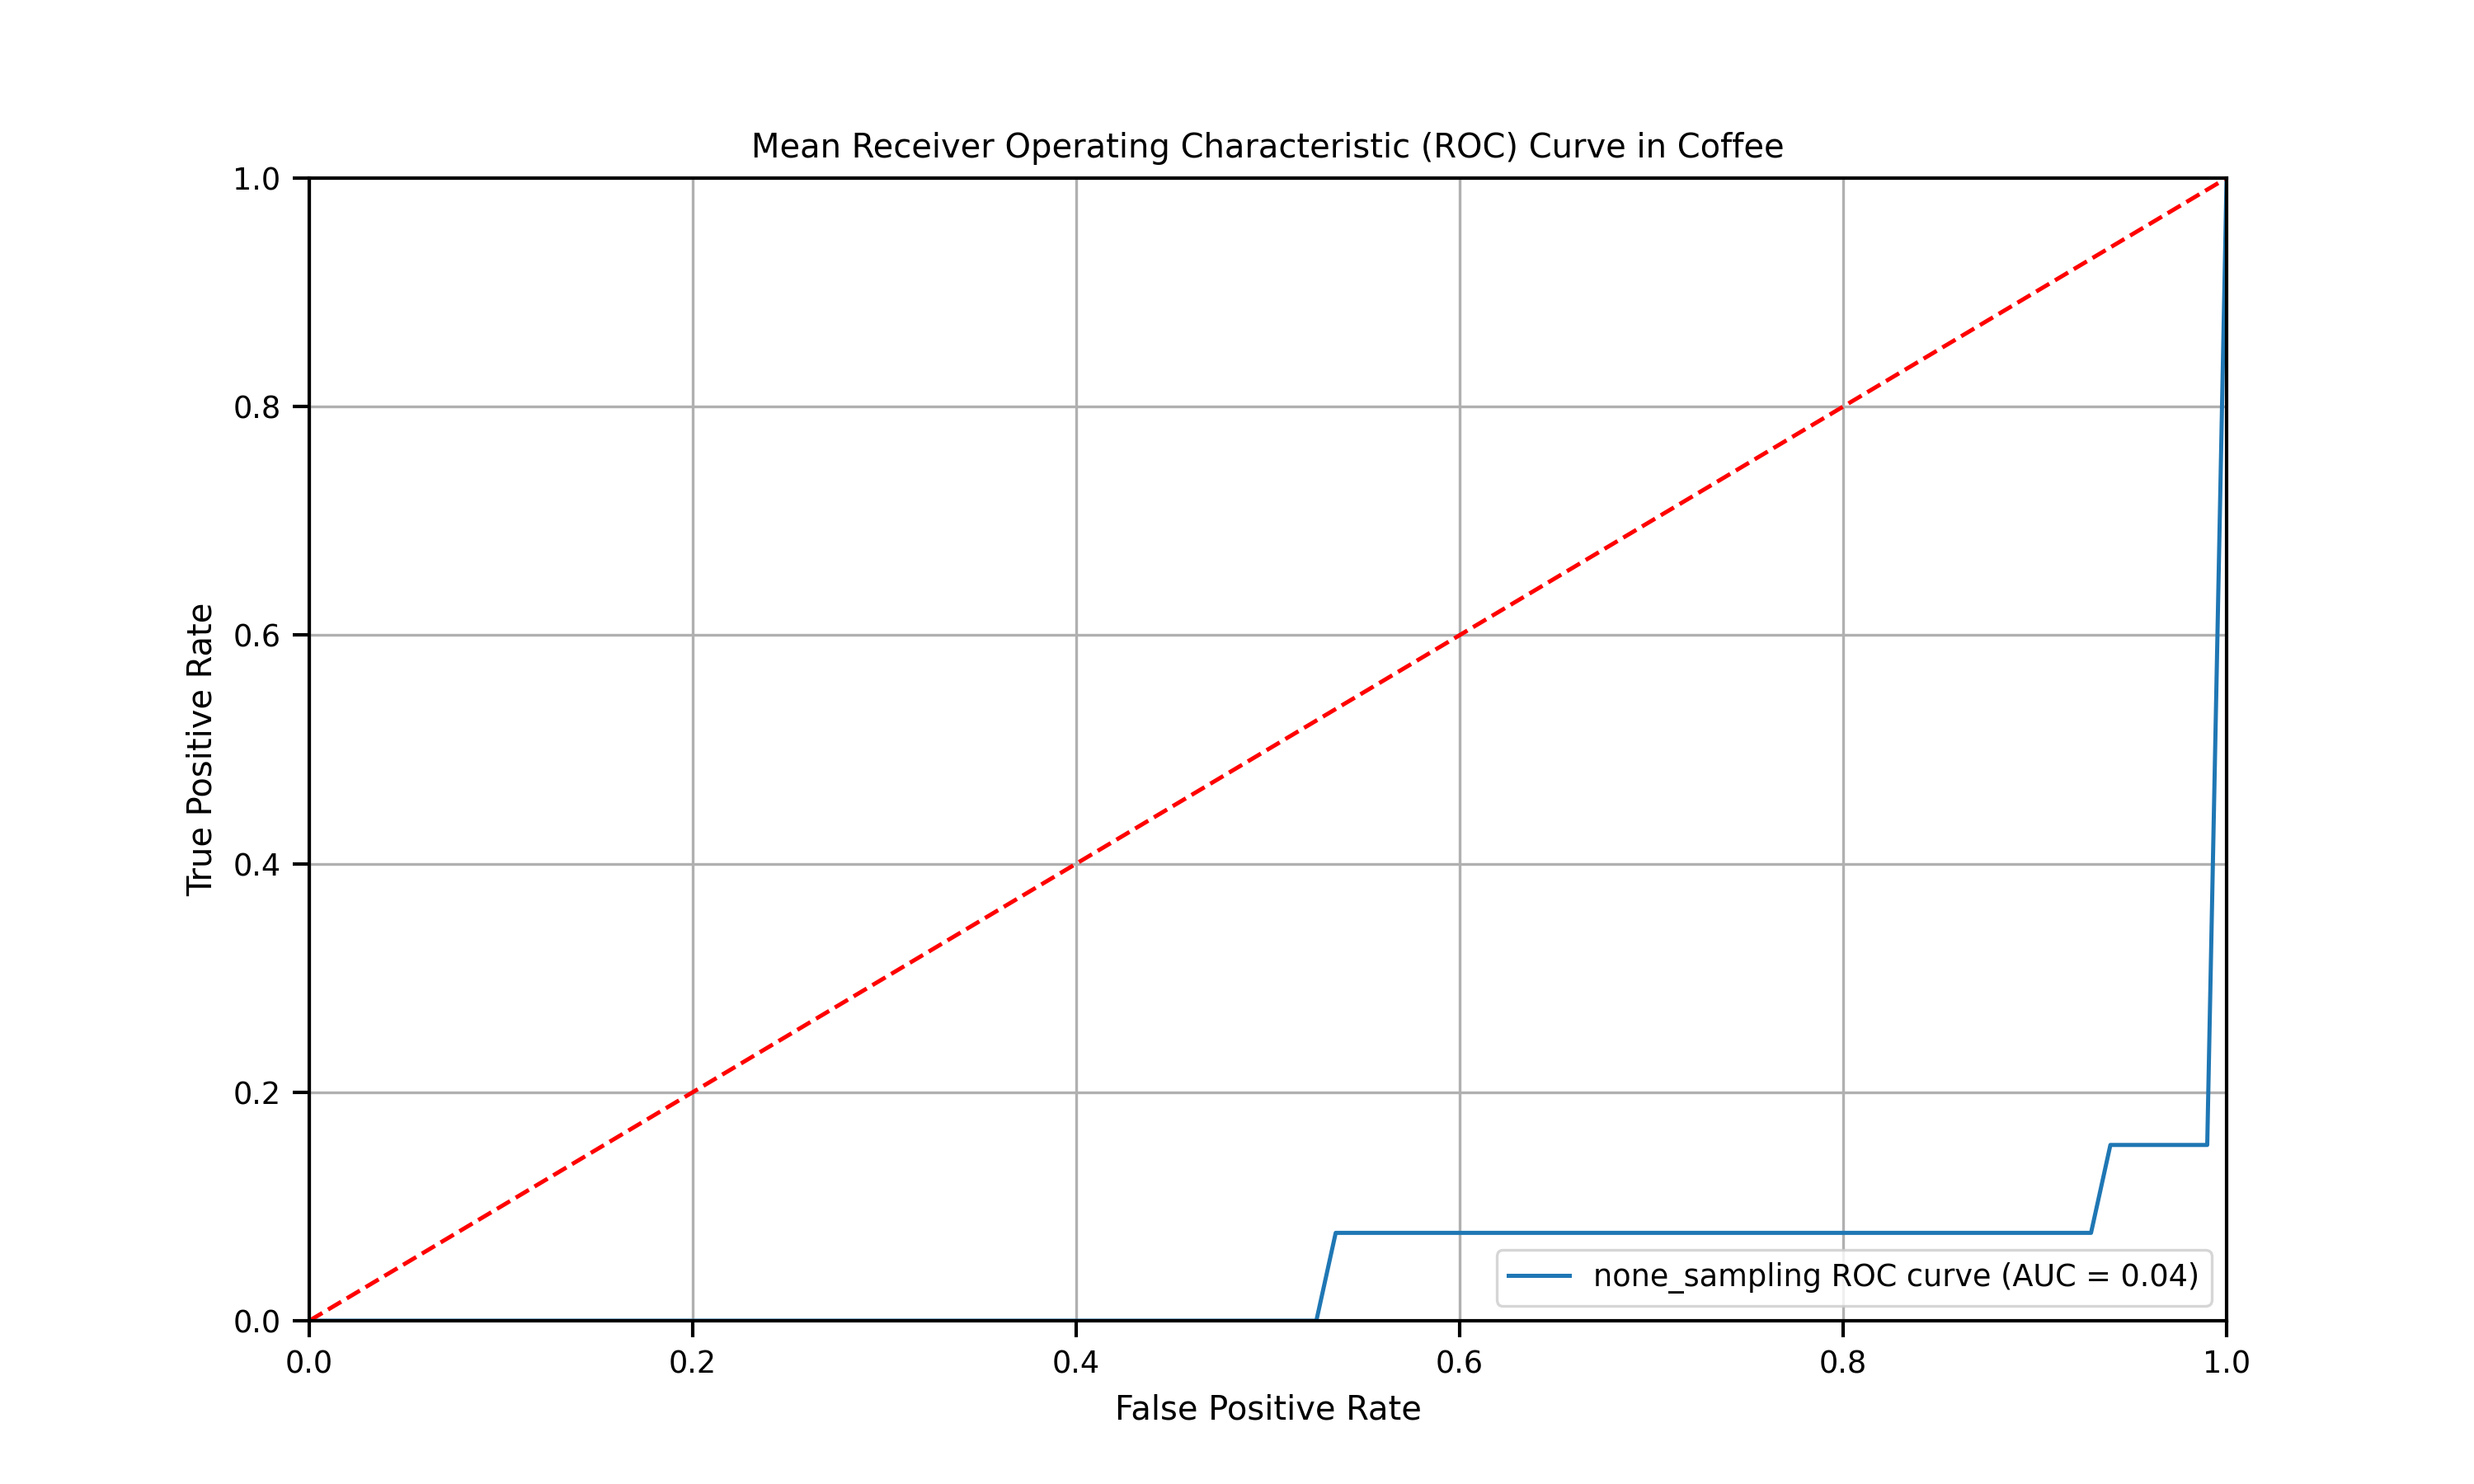 Mean Receiver Operating Characteristic (ROC) Curve in Coffee
1.0
0.8
0.6
0.4
0.2
0.0
True Positive Rate
none_sampling ROC curve (AUC = 0.04)
0.0 0.2 0.4 0.6 0.8 1.0
False Positive Rate